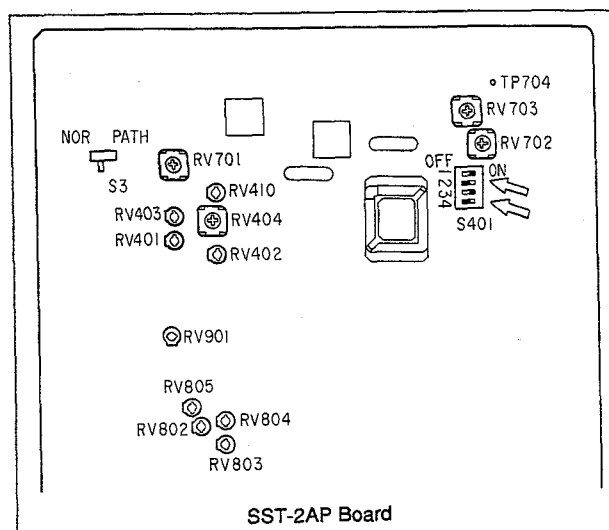 TP704
RV703
RV702
NOR PATH
RV701
OFF
ON
1
2
3
4
S3
RV410
RV403
RV404
S401
RV401
RV402
RV901
RV805
RV804
RV802
RV803
SST-2AP Board